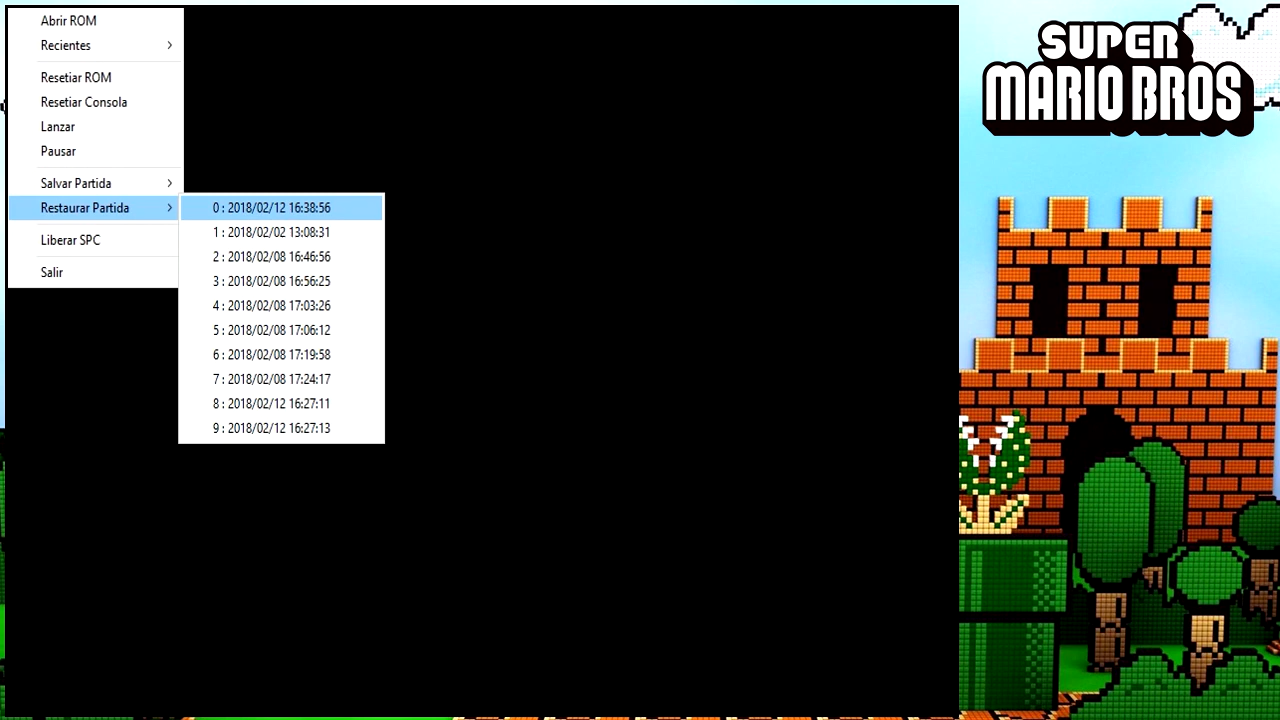 Abrir ROM
Recientes
Resetiar ROM
Resetiar Consola
Lanzar
Pausar
Salvar Partida
Restaurar Partida
Liberar SPC
Salir
0 : 2018/02/12 16:38:56
1 : 2018/02/02 13:08:31
2 : 2018/02/08 16:46:56
3 : 2018/02/08 16:56:25
4 : 2018/02/08 17:03:26
5 : 2018/02/08 17:06:12
6 : 2018/02/08 17:19:58
7 : 2018/02/08 17:24:17
8 : 2018/02/12 16:27:11
9 : 2018/02/12 16:27:13
SUPER
MARIO BROS